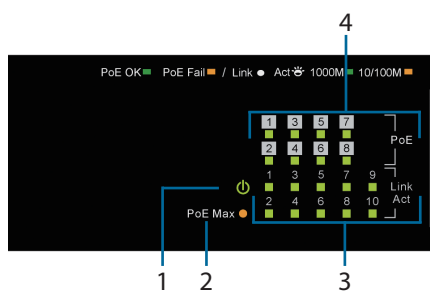 4
PoE OK PoE Fail / Link Act 1000M 10/100M
1 3 5 7
PoE
2 4 6 8
1 3 5 7 9
Link
Act
2 4 6 8 10
PoE Max
1 2 3